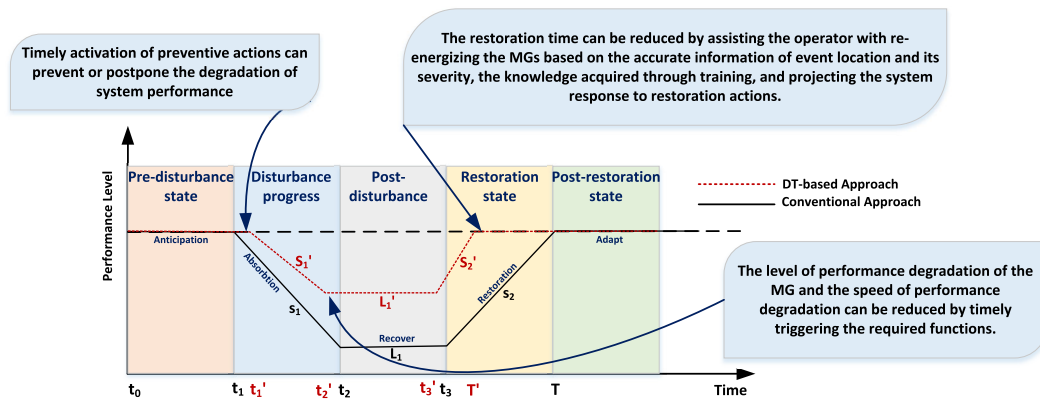 Timely activation of preventive actions can
prevent or postpone the degradation of
system performance
The restoration time can be reduced by assisting the operator with re-
energizing the MGs based on the accurate information of event location and its
severity, the knowledge acquired through training, and projecting the system
response to restoration actions.
Performance Level
Pre-disturbance
state
Disturbance
progress
Post-
disturbance
Restoration
state
Post-restoration
state
DT-based Approach
Conventional Approach
Anticipation
Absorbtion
S1'
s1
L1'
Recover
L1
S2'
Restoration
s2
Adapt
The level of performance degradation of the
MG and the speed of performance
degradation can be reduced by timely
triggering the required functions.
t0 t1 t1' t2' t2 t3' t3 T' T Time